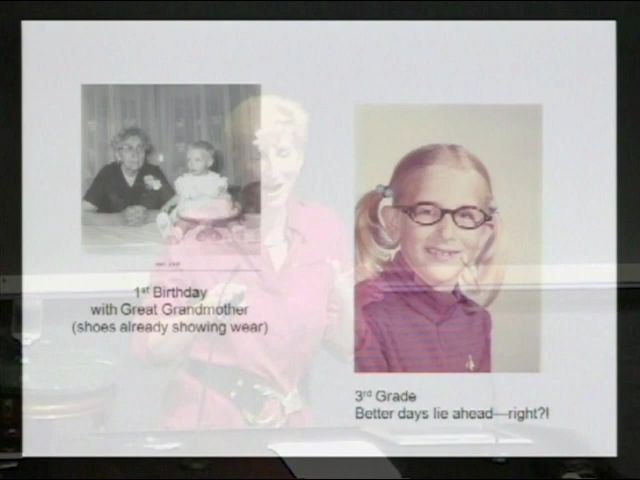 1st Birthday
with Great Grandmother
(shoes already showing wear)
3rd Grade
Better days lie ahead—right?!